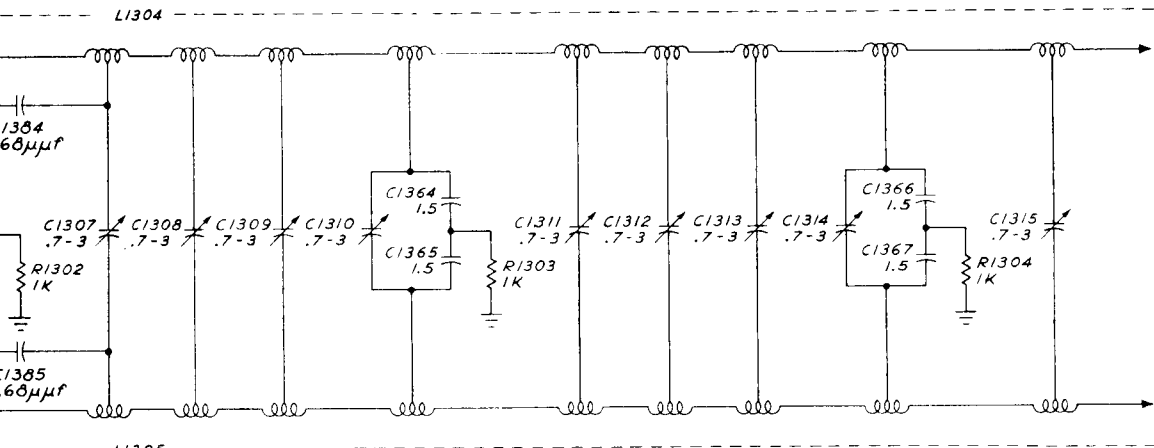 L1304
1384
68μμf
C1364
1.5
C1366
1.5
C1307
.7-3
C1308
.7-3
C1309
.7-3
C1310
.7-3
C1311
.7-3
C1312
.7-3
C1313
.7-3
C1314
.7-3
C1315
.7-3
C1365
1.5
C1367
1.5
R1302
1K
R1303
1K
R1304
1K
1385
.68μμf